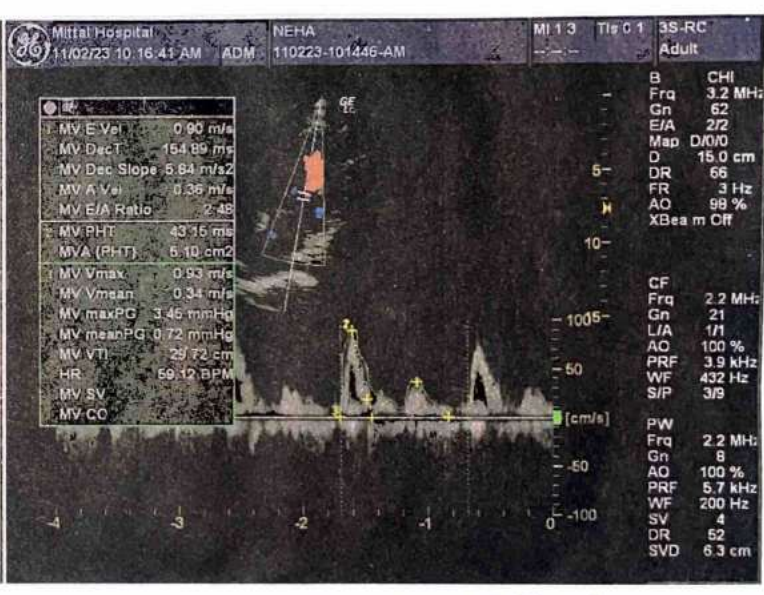 Mittal Hospital
11/02/23 10:16:41 AM ADM
NEHA
110223-101446-AM
MI 1 3 TIs 0 1
3S-RC
Adult
MV E Vel 0.90 m/s
MV DecT 154.89 ms
MV Dec Slope 5.84 m/s2
MV A Vel 0.36 m/s
MV E/A Ratio 2.48
MV PHT 43.15 ms
MVA (PHT) 5.10 cm2
MV Vmax 0.93 m/s
MV Vmean 0.34 m/s
MV maxPG 3.45 mmHg
MV meanPG 0.72 mmHg
MV VTI 29.72 cm
HR 59.12 BPM
MV SV
MV CO
GE
5
10
15
100
50
[cm/s]
-50
-100
-4 -3 -2 -1 0
2
B CHI
Frq 3.2 MHz
Gn 62
E/A 2/2
Map D/0/0
D 15.0 cm
DR 66
FR 3 Hz
AO 98 %
XBeam Off
CF
Frq 2.2 MHz
Gn 21
L/A 1/1
AO 100 %
PRF 3.9 kHz
WF 432 Hz
S/P 3/9
PW
Frq 2.2 MHz
Gn 8
AO 100 %
PRF 5.7 kHz
WF 200 Hz
SV 4
DR 52
SVD 6.3 cm